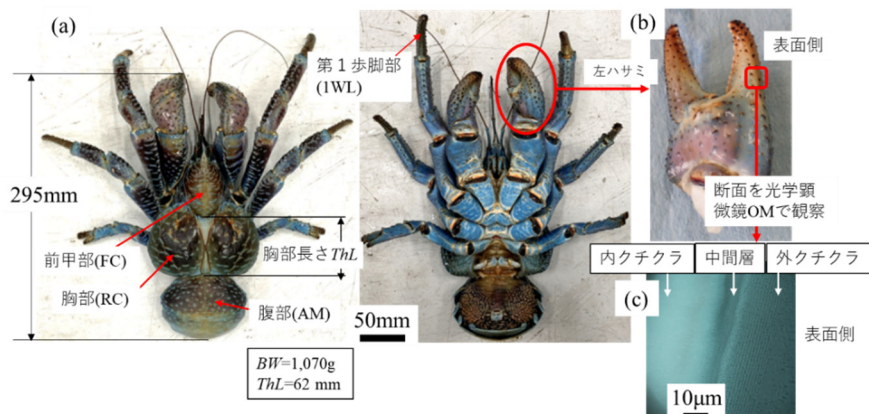 (a)
295mm
前甲部(FC)
胸部(RC)
胸部長さThL
腹部(AM)
BW=1,070g
ThL=62 mm
50mm
第１歩脚部
(1WL)
左ハサミ
(b)
表面側
断面を光学顕
微鏡OMで観察
内クチクラ
中間層
外クチクラ
(c)
表面側
10μm